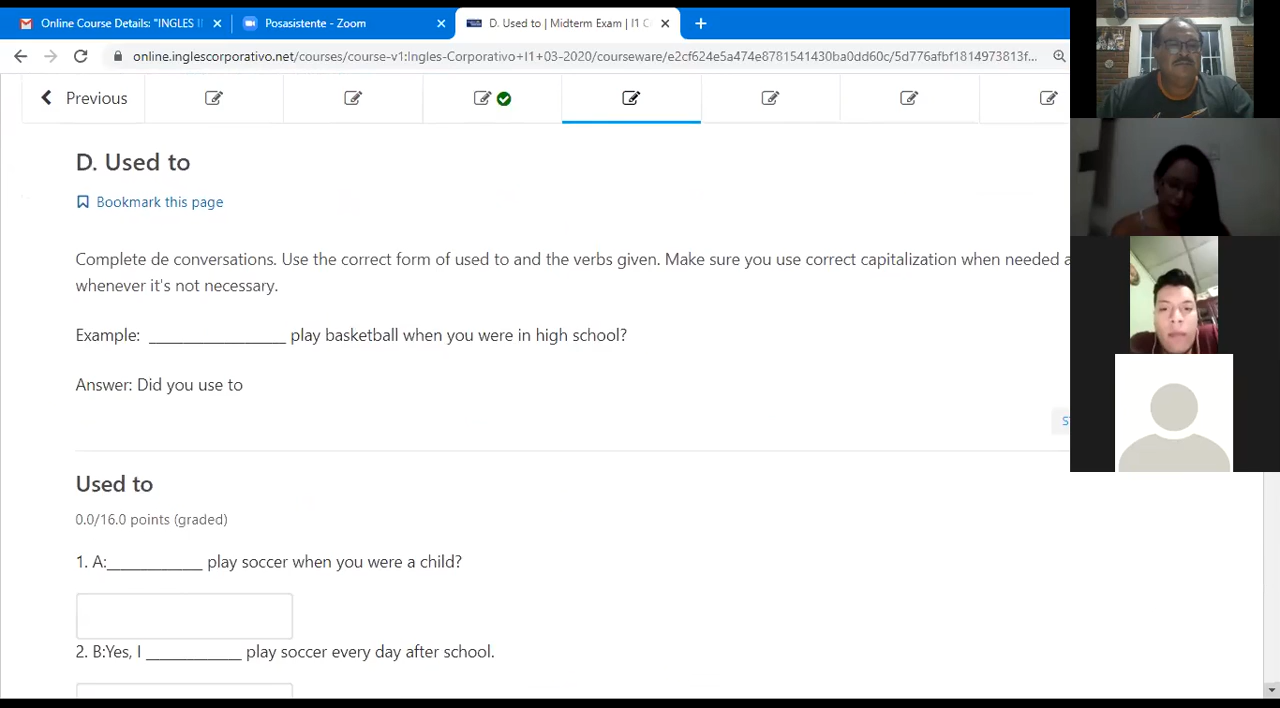 Online Course Details: "INGLES I
Posasistente - Zoom
D. Used to | Midterm Exam | I1 C
online.inglescorporativo.net/courses/course-v1:Ingles-Corporativo+I1+03-2020/courseware/e2cf624e5a474e8781541430ba0dd60c/5d776afbf1814973813f...
Previous
D. Used to
Bookmark this page
Complete de conversations. Use the correct form of used to and the verbs given. Make sure you use correct capitalization when needed a
whenever it's not necessary.
Example: _________________ play basketball when you were in high school?
Answer: Did you use to
Used to
0.0/16.0 points (graded)
1. A:____________ play soccer when you were a child?
2. B:Yes, I ____________ play soccer every day after school.